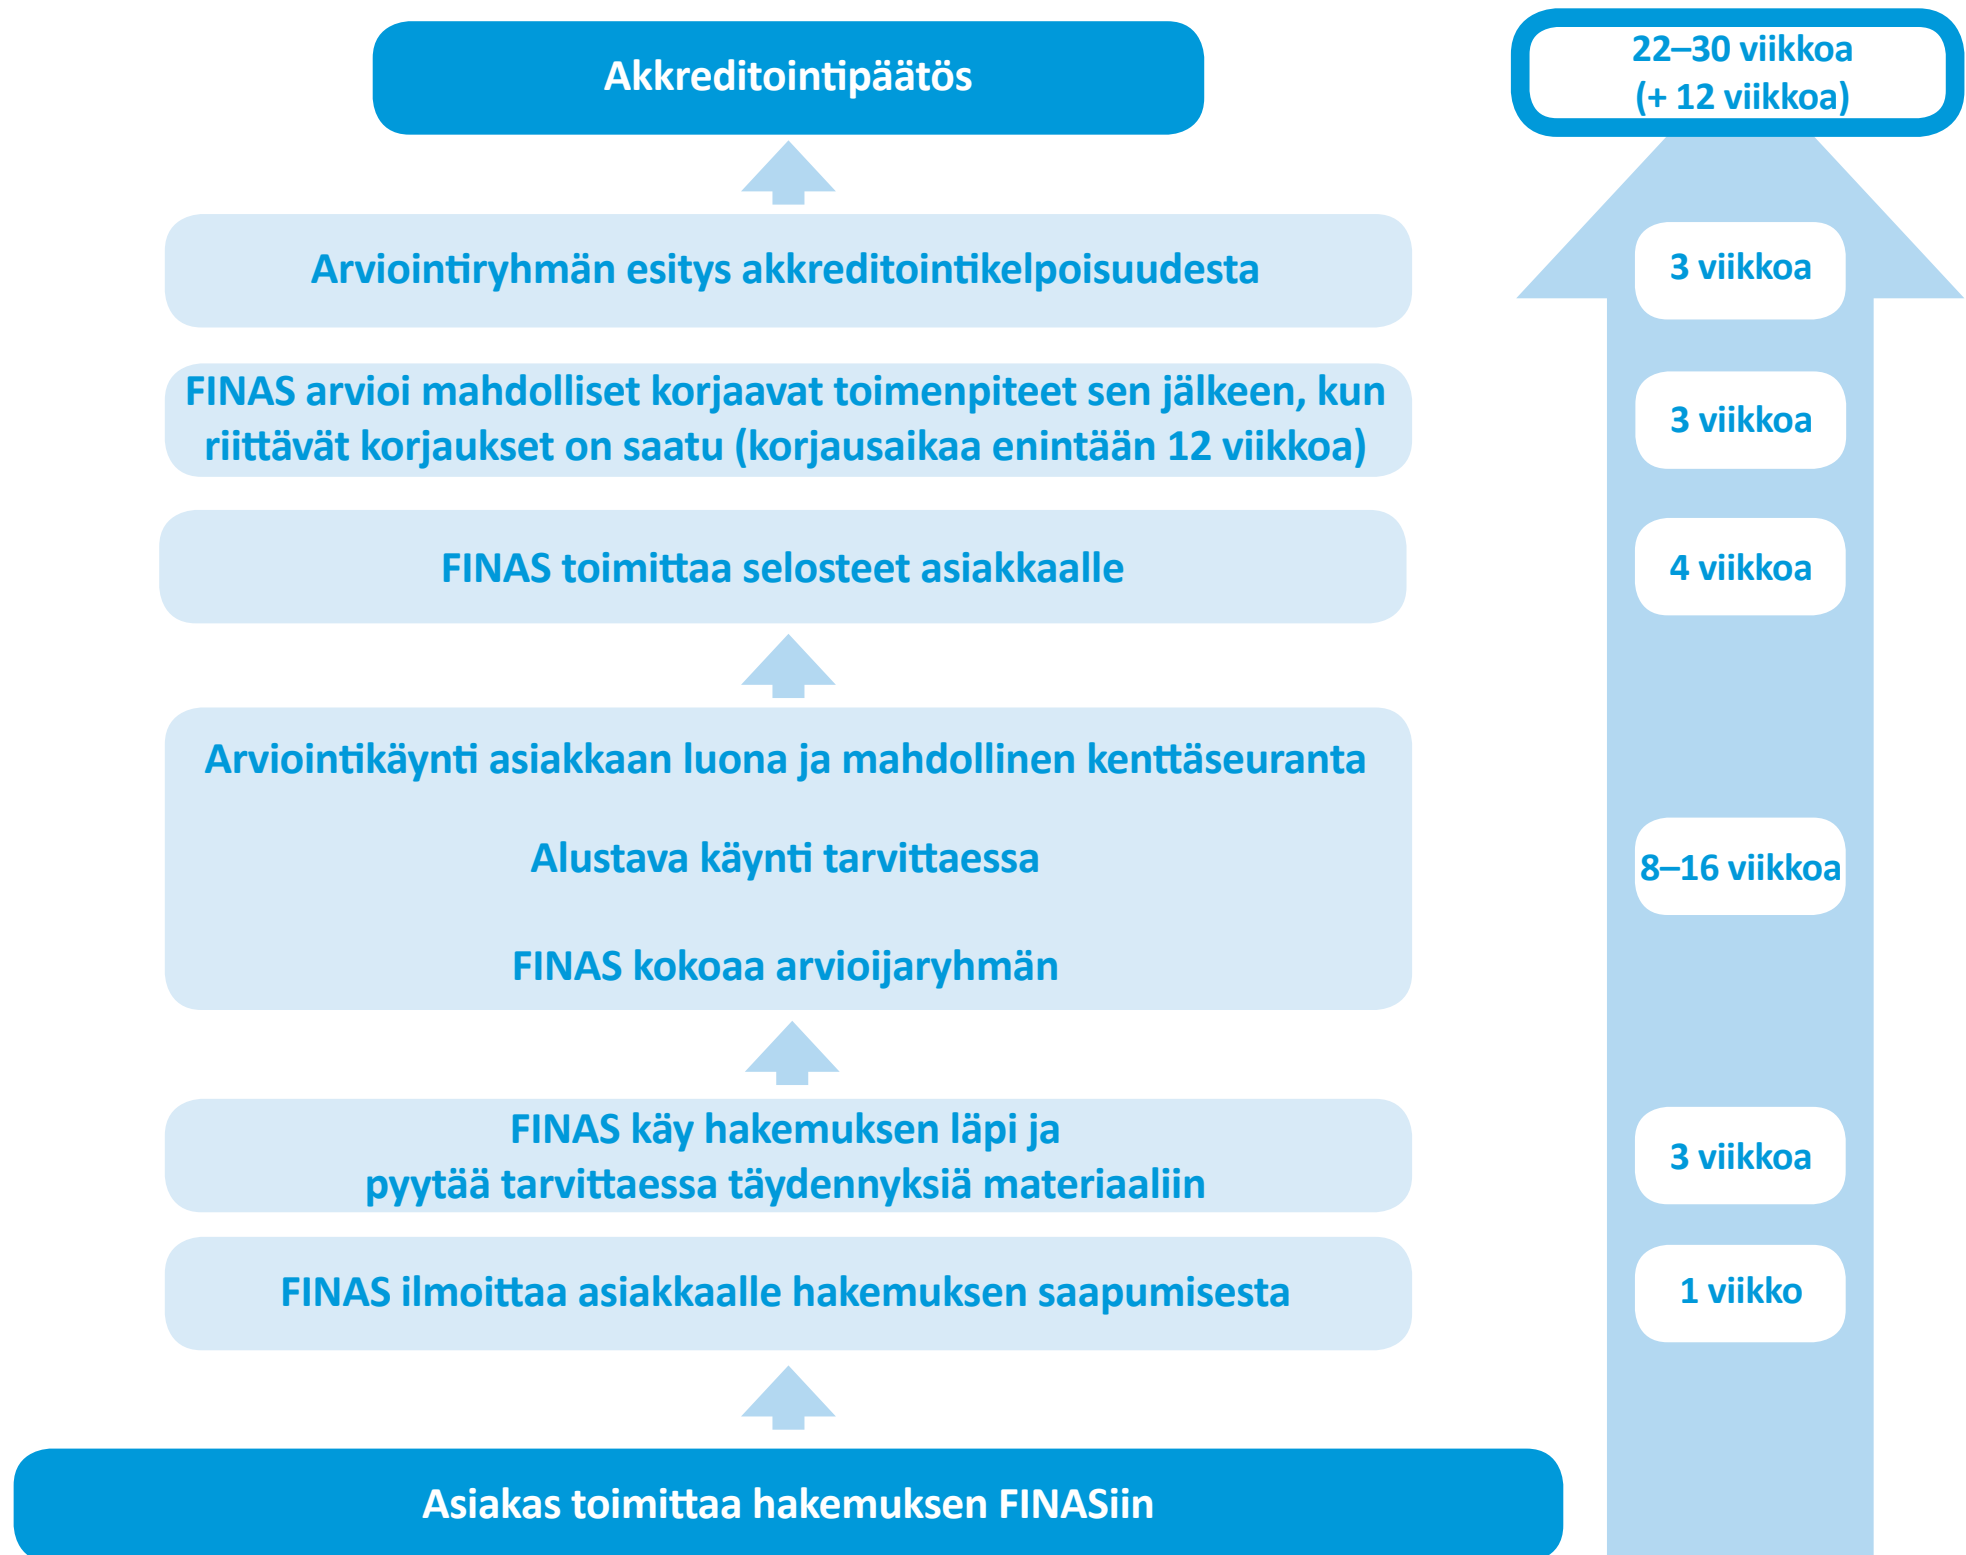 Akkreditointipäätös
22–30 viikkoa
(+ 12 viikkoa)
Arviointiryhmän esitys akkreditointikelpoisuudesta
3 viikkoa
FINAS arvioi mahdolliset korjaavat toimenpiteet sen jälkeen, kun
riittävät korjaukset on saatu (korjausaikaa enintään 12 viikkoa)
3 viikkoa
FINAS toimittaa selosteet asiakkaalle
4 viikkoa
Arviointikäynti asiakkaan luona ja mahdollinen kenttäseuranta
Alustava käynti tarvittaessa
FINAS kokoaa arvioijaryhmän
8–16 viikkoa
FINAS käy hakemuksen läpi ja
pyytää tarvittaessa täydennyksiä materiaaliin
3 viikkoa
FINAS ilmoittaa asiakkaalle hakemuksen saapumisesta
1 viikko
Asiakas toimittaa hakemuksen FINASiin